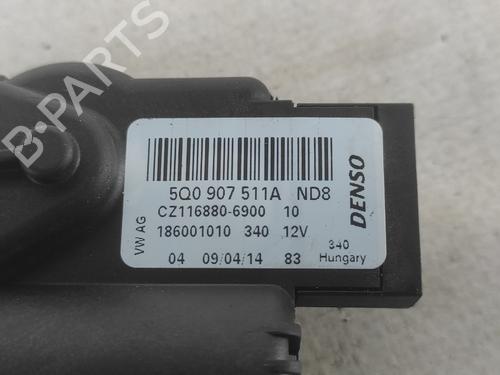 B-PARTS
5Q0 907 511A ND8
CZ116880-6900 10
186001010 340 12V
04 09/04/14 83
VW AG
DENSO
340
Hungary